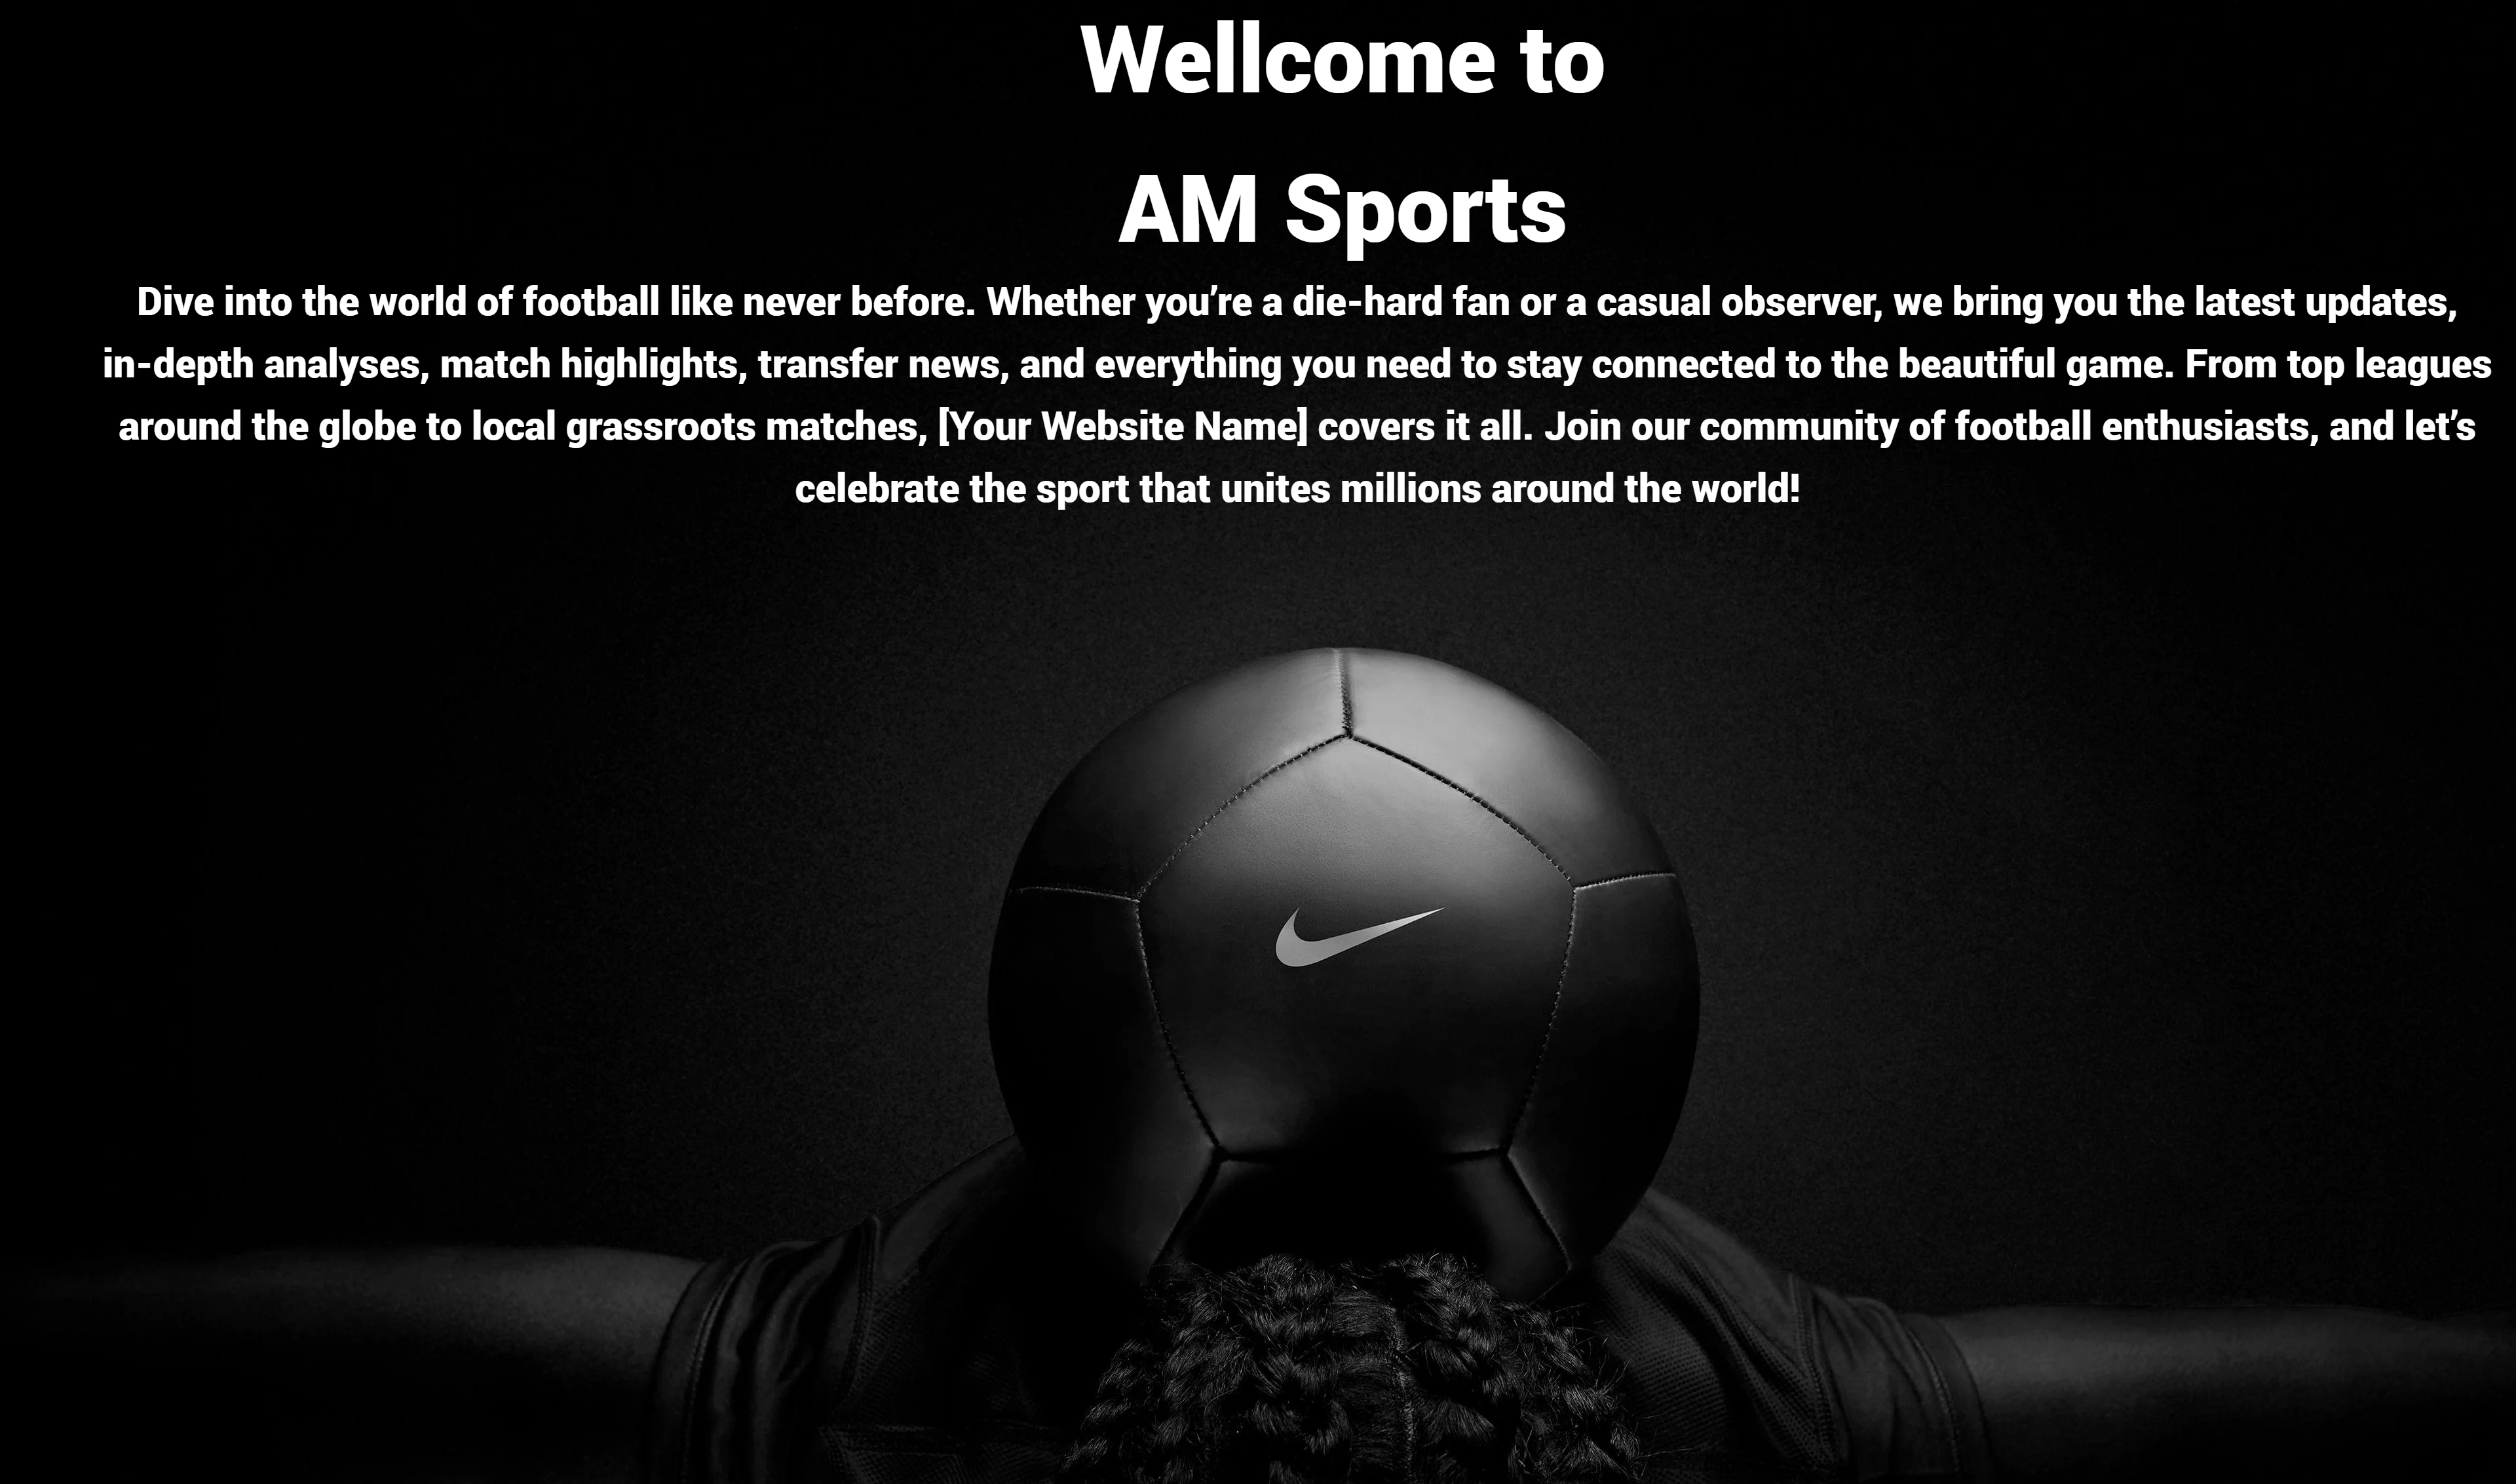 Wellcome to
AM Sports
Dive into the world of football like never before. Whether you’re a die-hard fan or a casual observer, we bring you the latest updates,
in-depth analyses, match highlights, transfer news, and everything you need to stay connected to the beautiful game. From top leagues
around the globe to local grassroots matches, [Your Website Name] covers it all. Join our community of football enthusiasts, and let’s
celebrate the sport that unites millions around the world!